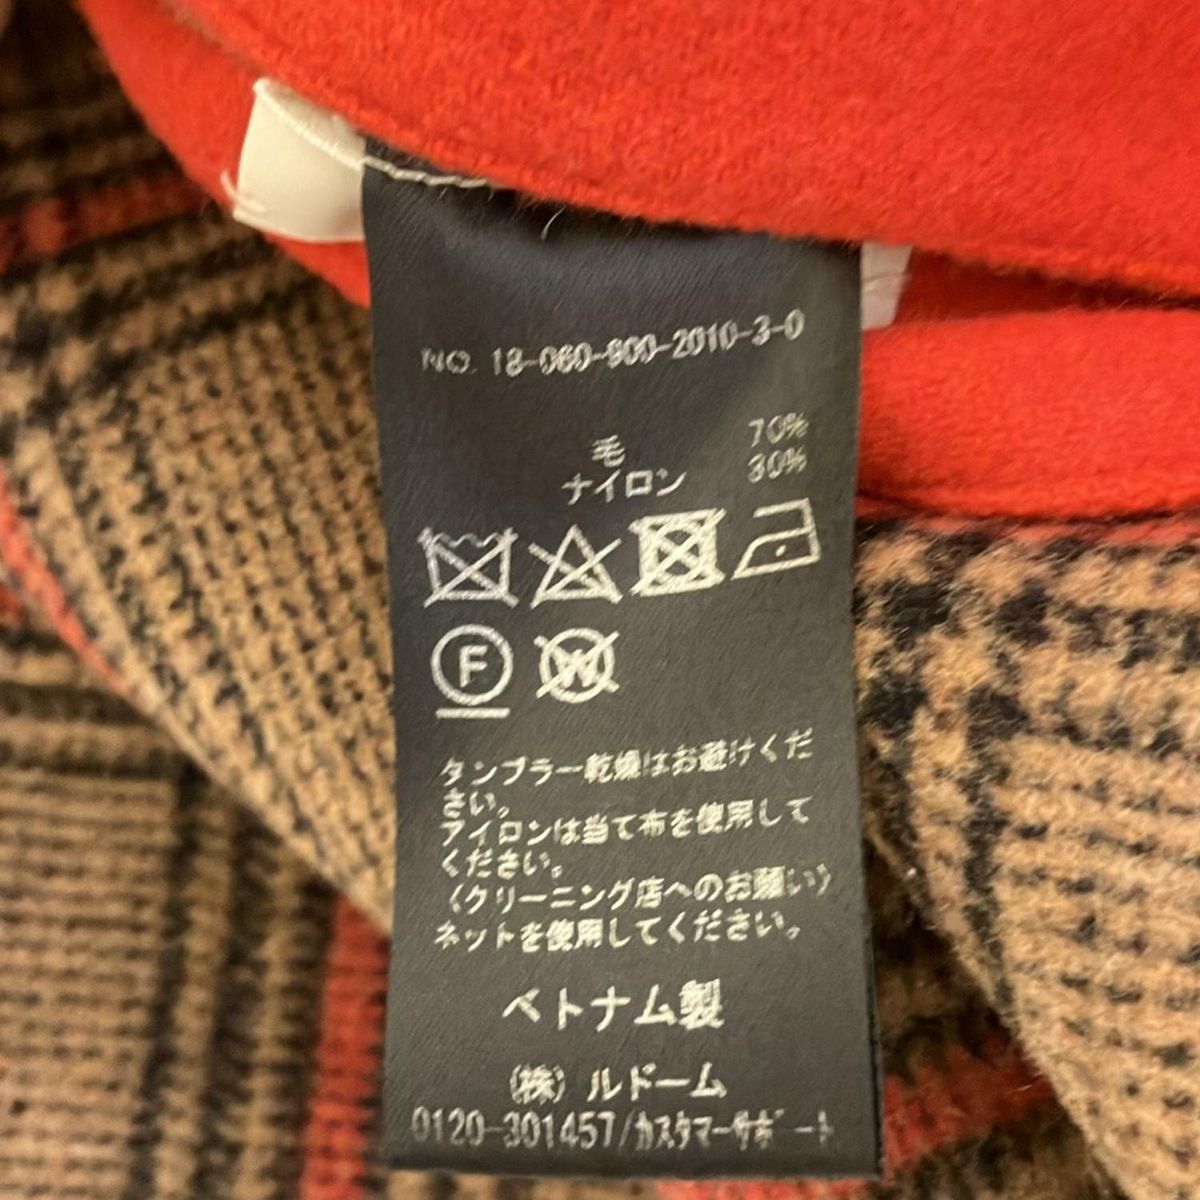 NO. 18-060-900-2010-3-0
毛 70%
ナイロン 30%
F W
タンブラー乾燥はお避けくだ
さい。
アイロンは当て布を使用して
ください。
〈クリーニング店へのお願い〉
ネットを使用してください。
ベトナム製
(株) ルドーム
0120-301457/カスタマーサポート